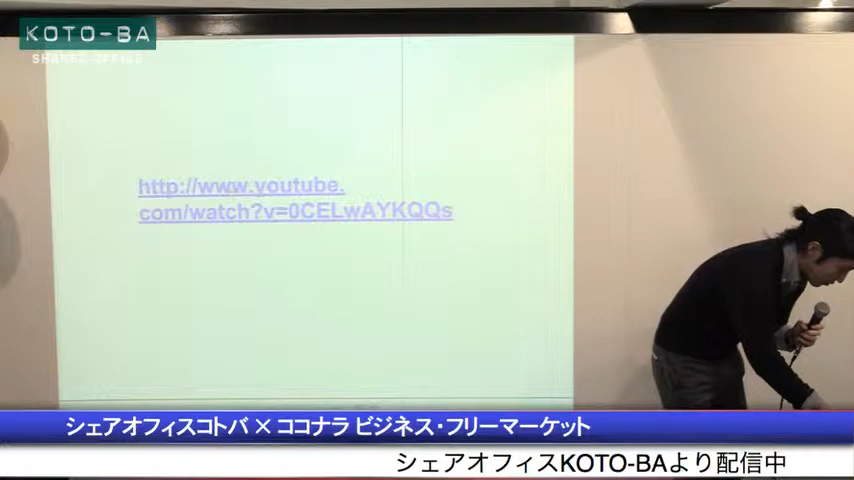 KOTO-BA
SHARED OFFICE
http://www.youtube.
com/watch?v=0CELwAYKQQs
シェアオフィスコトバ × ココナラ ビジネス・フリーマーケット
シェアオフィスKOTO-BAより配信中